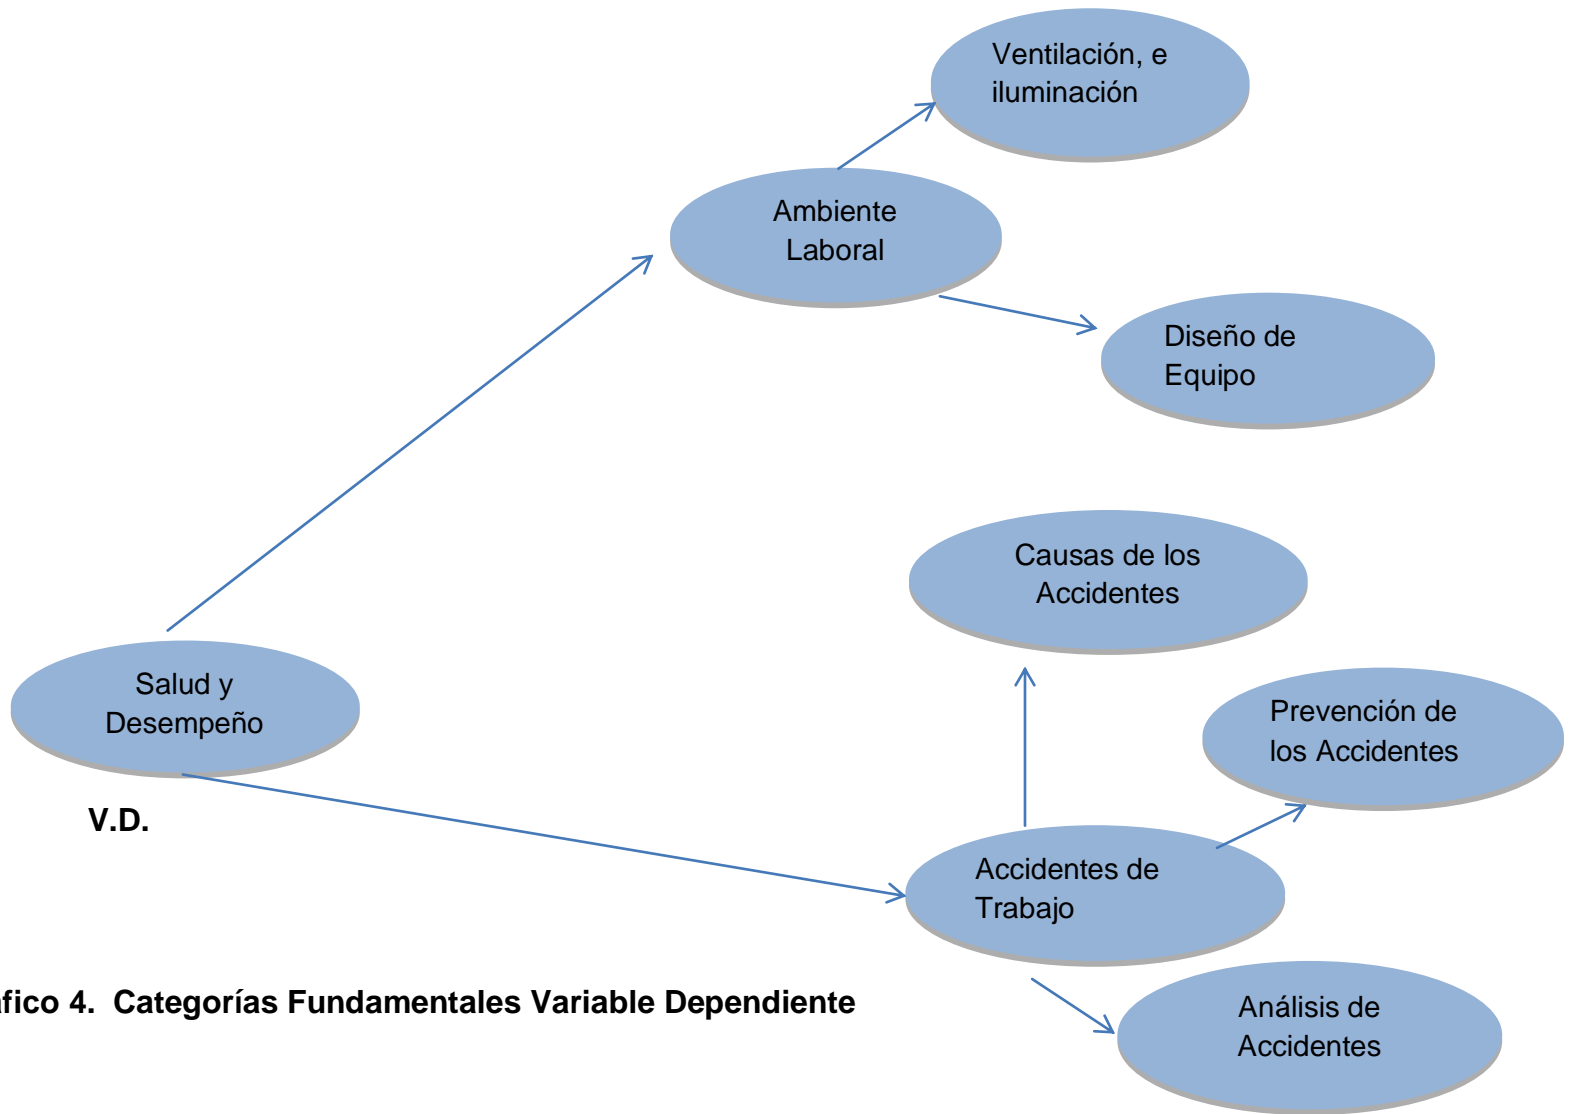 Ventilación, e
iluminación
Ambiente
Laboral
Diseño de
Equipo
Causas de los
Accidentes
Salud y
Desempeño
Prevención de
los Accidentes
V.D.
Accidentes de
Trabajo
áfico 4.  Categorías Fundamentales Variable Dependiente
Análisis de
Accidentes